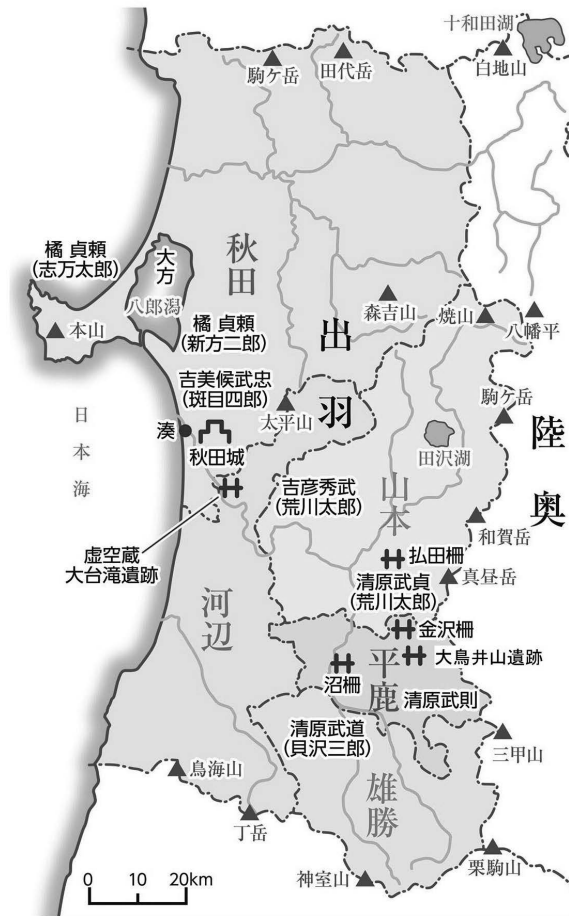 十和田湖
白地山
駒ケ岳
田代岳
橘 貞頼
(志万太郎)
大方
八郎潟
本山
秋田
橘 貞頼
(新方二郎)
森吉山
焼山
八幡平
出羽
吉美候武忠
(斑目四郎)
太平山
駒ケ岳
湊
秋田城
田沢湖
陸奥
日本海
吉彦秀武
(荒川太郎)
山本
虚空蔵
大台滝遺跡
和賀岳
払田柵
清原武貞
(荒川太郎)
真昼岳
河辺
金沢柵
大鳥井山遺跡
沼柵
平鹿
清原武則
清原武道
(貝沢三郎)
三甲山
鳥海山
雄勝
丁岳
栗駒山
神室山
0 10 20km